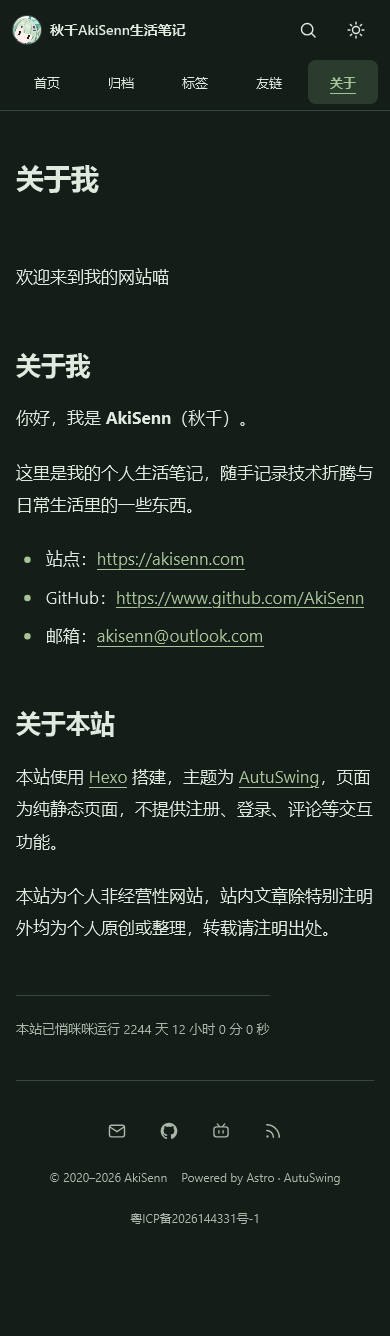 秋千AkiSenn生活笔记
首页 归档 标签 友链 关于
关于我
欢迎来到我的网站喵
关于我
你好，我是 AkiSenn（秋千）。
这里是我的个人生活笔记，随手记录技术折腾与
日常生活里的一些东西。
站点：https://akisenn.com
GitHub：https://www.github.com/AkiSenn
邮箱：akisenn@outlook.com
关于本站
本站使用 Hexo 搭建，主题为 AutuSwing，页面
为纯静态页面，不提供注册、登录、评论等交互
功能。
本站为个人非经营性网站，站内文章除特别注明
外均为个人原创或整理，转载请注明出处。
本站已悄咪咪运行 2244 天 12 小时 0 分 0 秒
© 2020–2026 AkiSenn Powered by Astro · AutuSwing
粤ICP备2026144331号-1